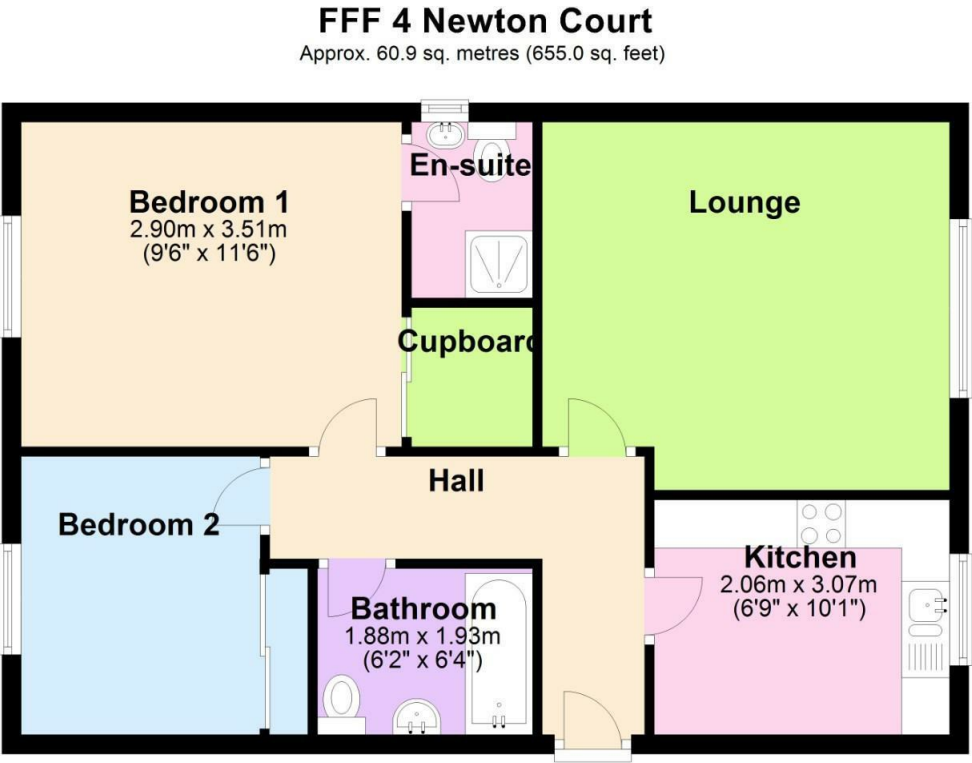 FFF 4 Newton Court
Approx. 60.9 sq. metres (655.0 sq. feet)
Bedroom 1
2.90m x 3.51m
(9'6" x 11'6")
En-suite
Lounge
Cupboard
Hall
Bedroom 2
Kitchen
2.06m x 3.07m
(6'9" x 10'1")
Bathroom
1.88m x 1.93m
(6'2" x 6'4")